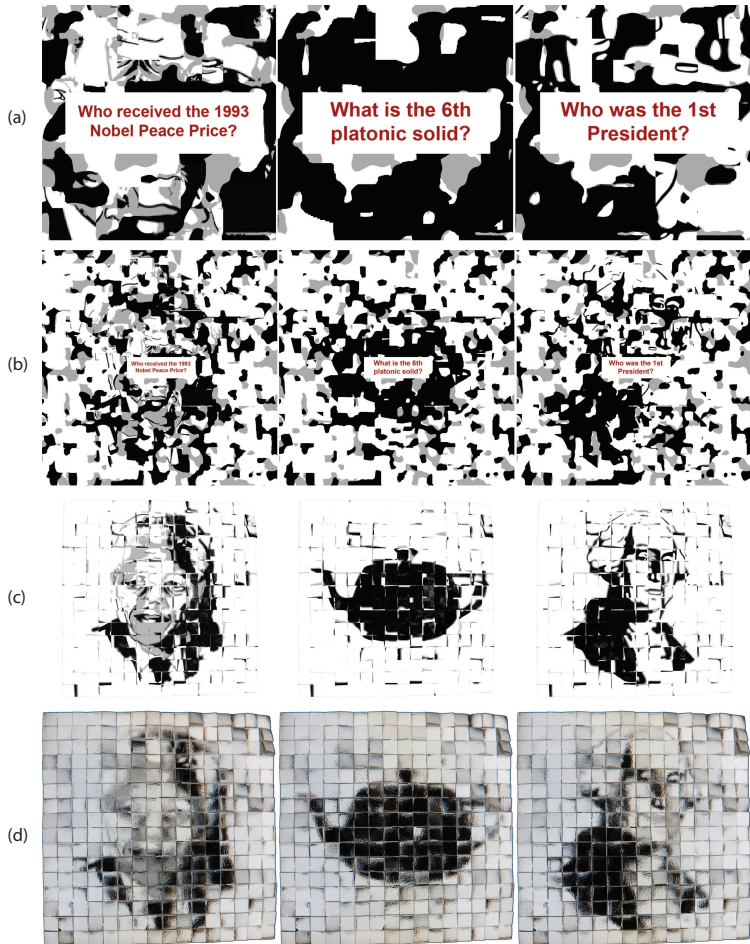 (a)
Who received the 1993
Nobel Peace Price?
What is the 6th
platonic solid?
Who was the 1st
President?
(b)
Who received the 1993
Nobel Peace Price?
What is the 6th
platonic solid?
Who was the 1st
President?
(c)
(d)